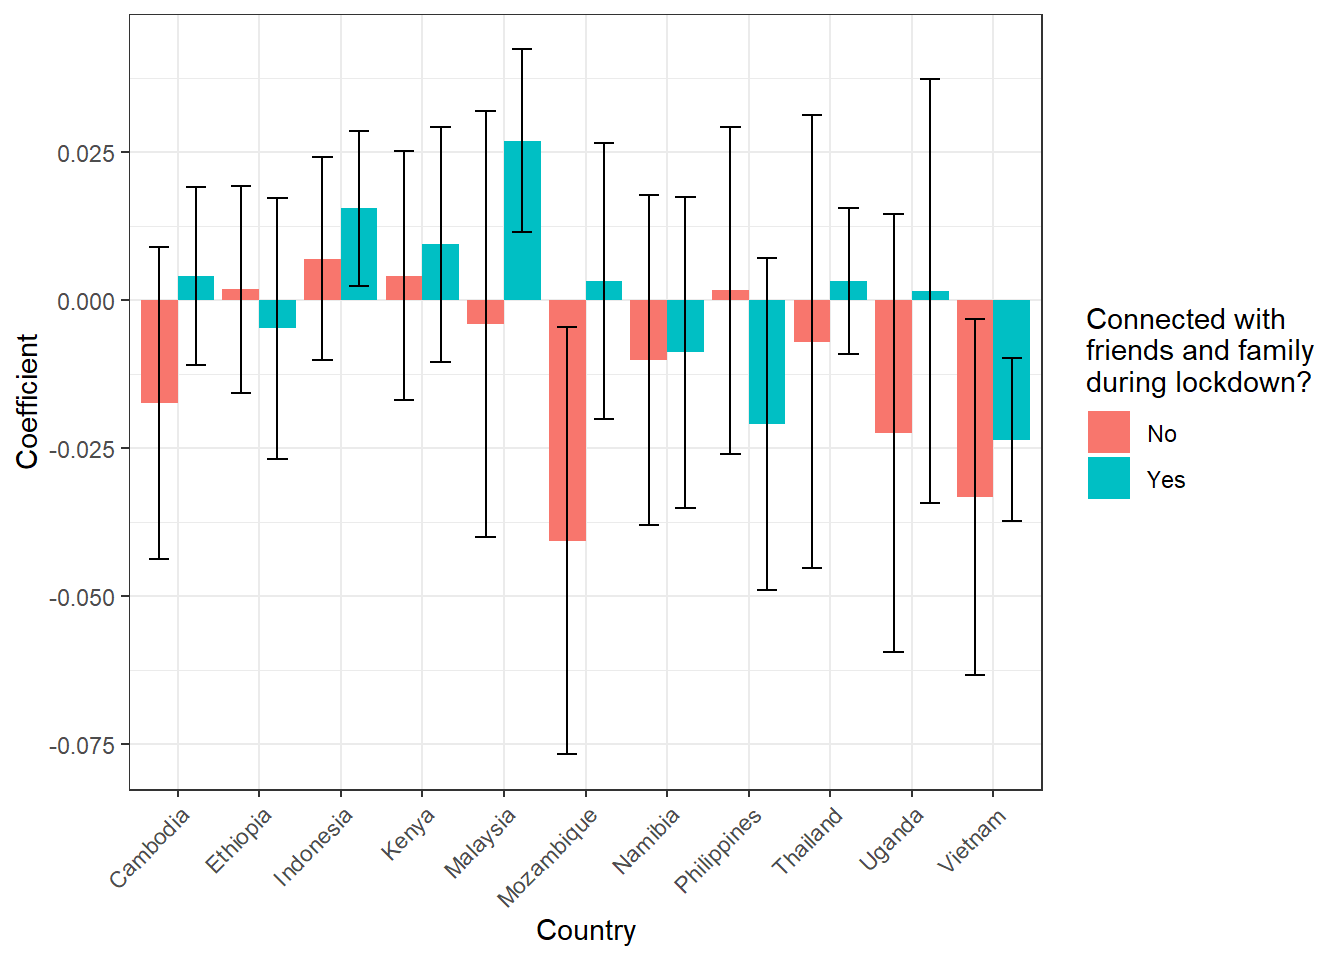 0.025
0.000
-0.025
-0.050
-0.075
Coefficient
Cambodia
Ethiopia
Indonesia
Kenya
Malaysia
Mozambique
Namibia
Philippines
Thailand
Uganda
Vietnam
Country
Connected with
friends and family
during lockdown?
No
Yes